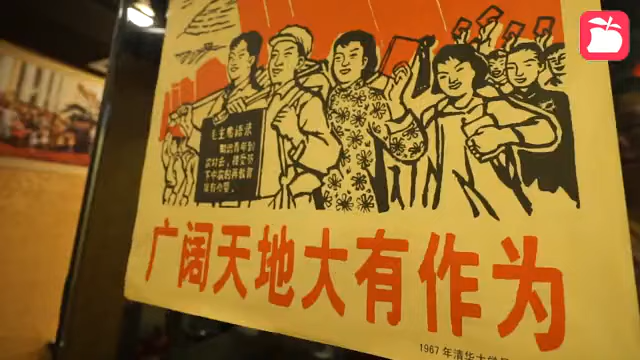 毛主席语录
知识青年到
农村去，接受贫
下中农的再教育
很有必要。
广阔天地大有作为
1967年清华大学